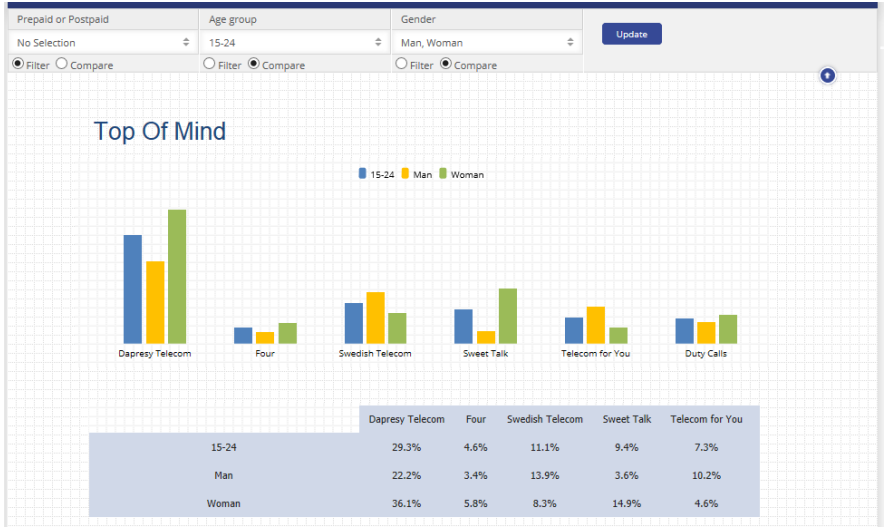 Prepaid or Postpaid Age group Gender
No Selection 15-24 Man, Woman Update
Filter Compare Filter Compare Filter Compare
Top Of Mind
15-24 Man Woman
Dapresy Telecom Four Swedish Telecom Sweet Talk Telecom for You Duty Calls
Dapresy Telecom Four Swedish Telecom Sweet Talk Telecom for You
15-24 29.3% 4.6% 11.1% 9.4% 7.3%
Man 22.2% 3.4% 13.9% 3.6% 10.2%
Woman 36.1% 5.8% 8.3% 14.9% 4.6%